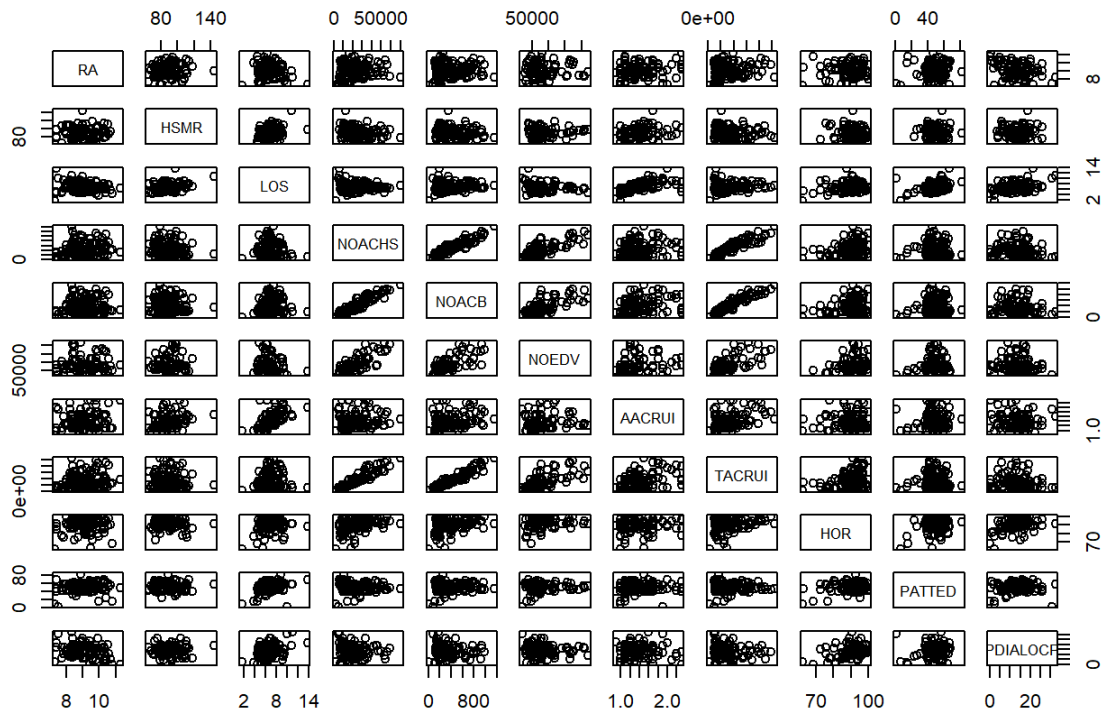 80 140 0 50000 50000 0e+00 0 40
RA 8
80 HSMR
LOS 2 14
0 NOACHS
NOACB 0
50000 NOEDV
AACRUI 1.0
0e+00 TACRUI
HOR 70
0 80 PATTED
PDIALOCF 0
8 10 2 8 14 0 800 1.0 2.0 70 100 0 20